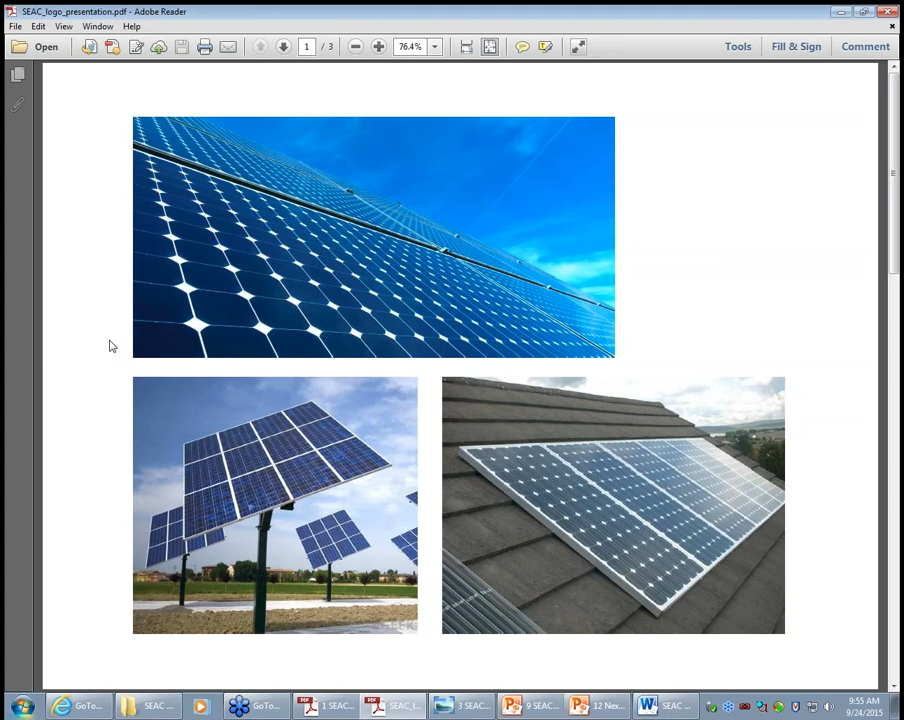 SEAC_logo_presentation.pdf - Adobe Reader
File Edit View Window Help
Open 1 / 3 76.4% Tools Fill & Sign Comment
GoTo... SEAC ... GoTo... 1 SEAC... SEAC_l... 3 SEAC... 9 SEAC... 12 Nex... SEAC ...
9:55 AM
9/24/2015